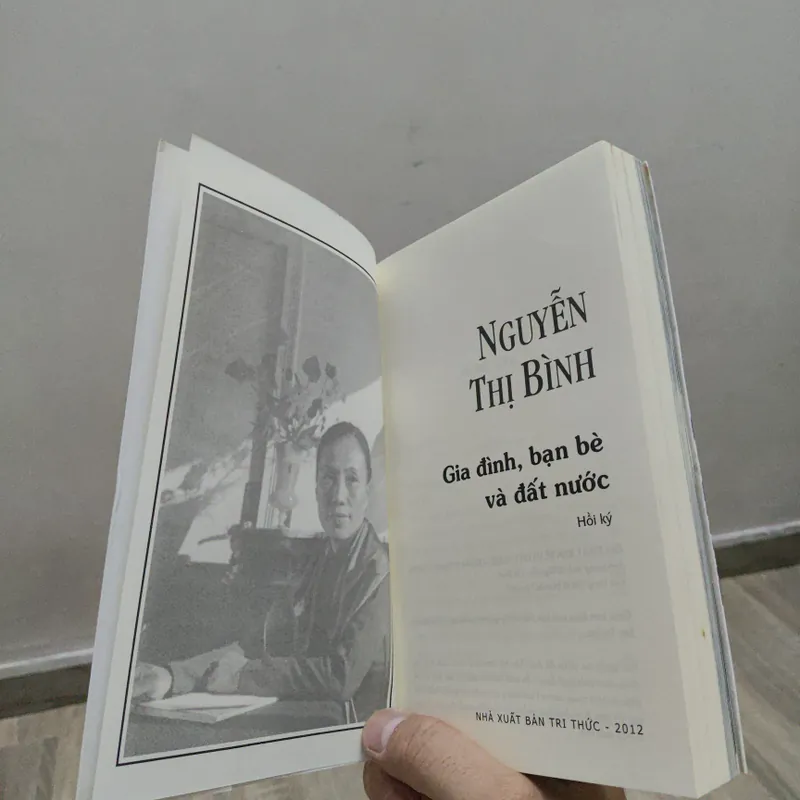 NGUYỄN
THỊ BÌNH
Gia đình, bạn bè
và đất nước
Hồi ký
NHÀ XUẤT BẢN TRI THỨC - 2012